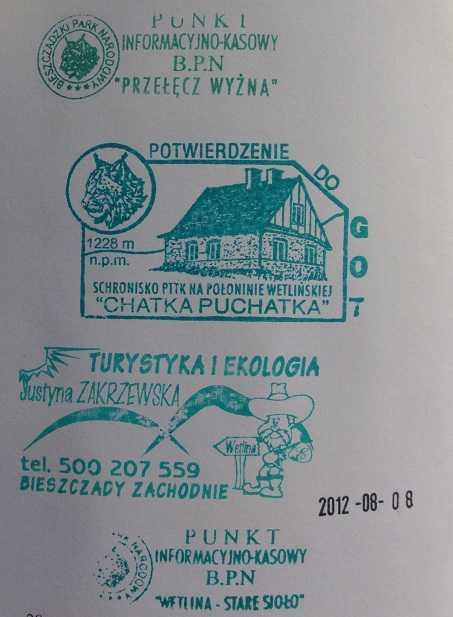 BIESZCZADZKI PARK NARODOWY
PUNKT
INFORMACYJNO-KASOWY
B.P.N
"PRZEŁĘCZ WYŻNA"
POTWIERDZENIE DO GOT
1228 m
n.p.m.
SCHRONISKO PTTK NA POŁONINIE WETLIŃSKIEJ
"CHATKA PUCHATKA"
TURYSTYKA I EKOLOGIA
Justyna ZAKRZEWSKA
Wetlina
tel. 500 207 559
BIESZCZADY ZACHODNIE
2012-08-08
PUNKT
INFORMACYJNO-KASOWY
B.P.N
"WETLINA - STARE SIOŁO"
NARODOWY